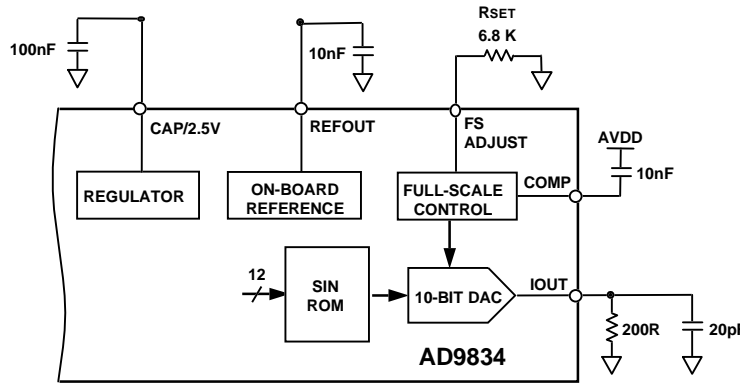 RSET
6.8 K
100nF
10nF
CAP/2.5V
REFOUT
FS
ADJUST
AVDD
10nF
COMP
REGULATOR
ON-BOARD
REFERENCE
FULL-SCALE
CONTROL
12
SIN
ROM
10-BIT DAC
IOUT
200R
20pF
AD9834